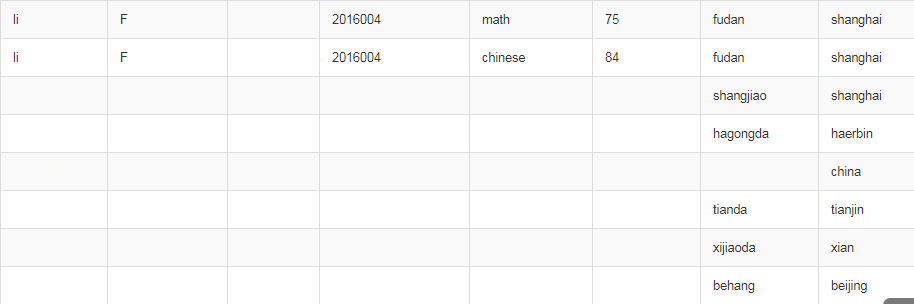 li F 2016004 math 75 fudan shanghai
li F 2016004 chinese 84 fudan shanghai
shangjiao shanghai
hagongda haerbin
china
tianda tianjin
xijiaoda xian
behang beijing